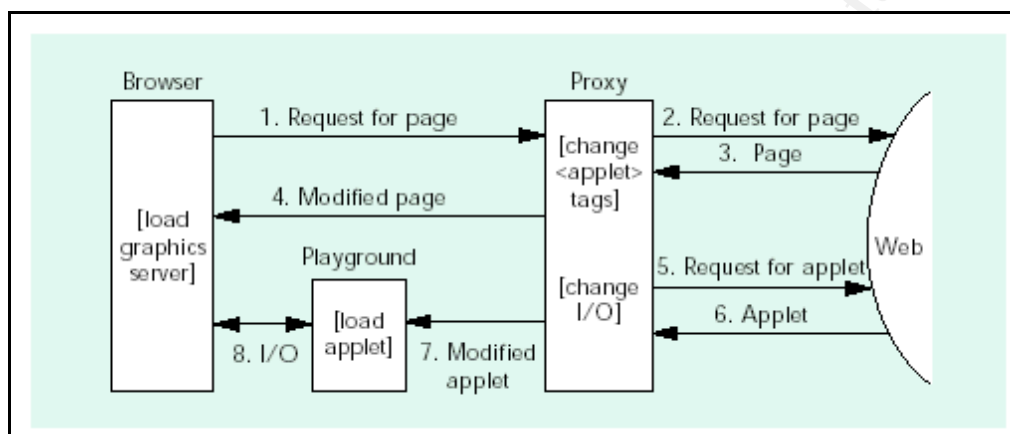 Browser
Proxy
1. Request for page
2. Request for page
3. Page
[change
<applet>
tags]
4. Modified page
[load
graphics
server]
Playground
Web
5. Request for applet
[change
I/O]
6. Applet
[load
applet]
8. I/O
7. Modified
applet